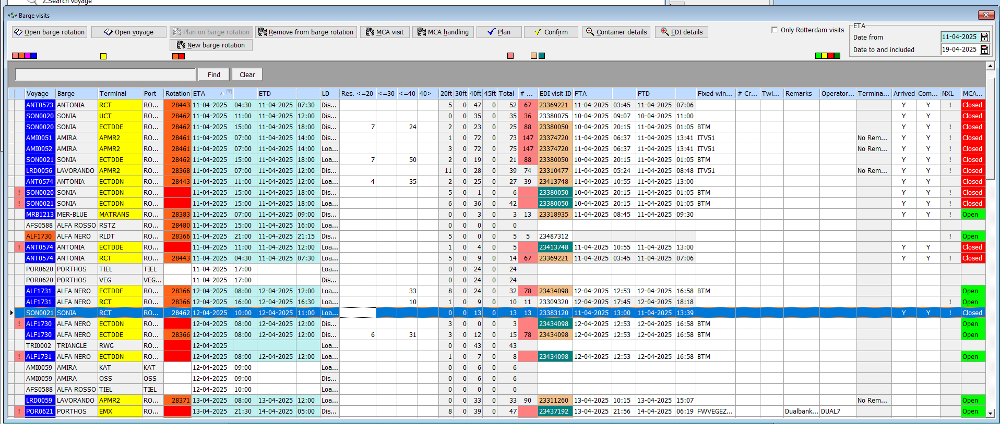 2.Search voyage
Barge visits
Open barge rotation Open voyage Plan on barge rotation Remove from barge rotation MCA visit MCA handling Plan Confirm Container details EDI details Only Rotterdam visits ETA
New barge rotation
Date from 11-04-2025
Date to and included 19-04-2025
Find Clear
Voyage Barge Terminal Port Rotation ETA ETD LD Res. <=20 <=30 <=40 40> 20ft 30ft 40ft 45ft Total # ... EDI visit ID PTA PTD Fixed win... # Cr... Twi... Remarks Operator... Termina... Arrived Com... NXL MCA...
ANT0573 ANTONIA RCT RO... 28443 11-04-2025 04:30 11-04-2025 07:30 Dis... 5 0 47 0 52 67 23369221 11-04-2025 03:45 11-04-2025 07:06 Y Y ! Closed
SON0020 SONIA UCT RO... 28462 11-04-2025 11:00 11-04-2025 12:00 Dis... 0 0 35 0 35 36 23380075 10-04-2025 09:07 10-04-2025 11:00 Y Y Closed
SON0020 SONIA ECTDDE RO... 28462 11-04-2025 15:00 11-04-2025 18:00 Dis... 7 24 2 0 23 0 25 88 23380050 10-04-2025 20:15 11-04-2025 01:05 BTM Y Y ! Closed
AMI0051 AMIRA APMR2 RO... 28461 11-04-2025 07:00 11-04-2025 14:00 Dis... 1 0 72 0 73 147 23374720 11-04-2025 06:37 11-04-2025 13:41 ITV51 No Rem... Y Y ! Closed
AMI0052 AMIRA APMR2 RO... 28461 11-04-2025 07:00 11-04-2025 14:00 Loa... 3 0 72 0 75 147 23374720 11-04-2025 06:37 11-04-2025 13:41 ITV51 No Rem... Y Y ! Closed
SON0021 SONIA ECTDDE RO... 28462 11-04-2025 15:00 11-04-2025 18:00 Loa... 7 50 2 0 19 0 21 88 23380050 10-04-2025 20:15 11-04-2025 01:05 BTM Y Y ! Closed
LRD0056 LAVORANDO APMR2 RO... 28368 11-04-2025 07:00 11-04-2025 12:00 Dis... 11 0 28 0 39 74 23310477 11-04-2025 05:24 11-04-2025 08:48 ITV51 No Rem... Y Y ! Closed
ANT0574 ANTONIA ECTDDN RO... 28443 11-04-2025 11:00 11-04-2025 12:00 Loa... 4 35 2 0 25 0 27 39 23413748 11-04-2025 10:55 11-04-2025 13:00 Y Y Closed
! SON0020 SONIA ECTDDN RO... 11-04-2025 15:00 11-04-2025 18:00 Dis... 5 0 1 0 6 23380050 10-04-2025 20:15 11-04-2025 01:05 BTM Y Y ! Closed
! SON0021 SONIA ECTDDN RO... 11-04-2025 15:00 11-04-2025 18:00 Loa... 6 0 36 0 42 23380050 10-04-2025 20:15 11-04-2025 01:05 BTM Y Y ! Closed
MRB1213 MER-BLUE MATRANS RO... 28383 11-04-2025 07:00 11-04-2025 09:00 Dis... 0 0 3 0 3 13 23318935 11-04-2025 08:45 11-04-2025 09:30 Y Y ! Open
AFS0588 ALFA ROSSO RSTZ RO... 28480 11-04-2025 15:00 11-04-2025 16:00 Loa... 0 0 0 0 0
ALF1730 ALFA NERO RLDT RO... 28366 11-04-2025 21:00 11-04-2025 21:15 Dis... 5 0 0 0 5 5 23487312 ! Open
! ANT0574 ANTONIA ECTDDE RO... 11-04-2025 11:00 11-04-2025 12:00 Loa... 1 0 4 0 5 23413748 11-04-2025 10:55 11-04-2025 13:00 Y Y Closed
ANT0574 ANTONIA RCT RO... 28443 11-04-2025 04:30 11-04-2025 07:30 Loa... 5 0 9 0 14 67 23369221 11-04-2025 03:45 11-04-2025 07:06 Y Y ! Closed
POR0620 PORTHOS TIEL TIEL 11-04-2025 17:00 Loa... 0 0 24 0 24
POR0620 PORTHOS VEG VEG... 11-04-2025 17:00 Dis... 0 0 24 0 24
ALF1731 ALFA NERO ECTDDE RO... 28366 12-04-2025 08:00 12-04-2025 12:00 Loa... 33 8 0 24 0 32 78 23434098 12-04-2025 12:53 12-04-2025 16:58 BTM Open
ALF1731 ALFA NERO RCT RO... 28366 12-04-2025 16:00 12-04-2025 16:30 Loa... 10 1 0 9 0 10 11 23309320 12-04-2025 17:45 12-04-2025 18:18 ! Open
SON0021 SONIA RCT RO... 28462 12-04-2025 10:00 12-04-2025 11:00 Loa... 0 0 13 0 13 13 23383120 11-04-2025 13:00 11-04-2025 13:39 Y Y ! Closed
! ALF1730 ALFA NERO ECTDDN RO... 12-04-2025 08:00 12-04-2025 12:00 Dis... 3 0 0 0 3 23434098 12-04-2025 12:53 12-04-2025 16:58 BTM Open
ALF1730 ALFA NERO ECTDDE RO... 28366 12-04-2025 08:00 12-04-2025 12:00 Dis... 6 31 3 0 12 0 15 78 23434098 12-04-2025 12:53 12-04-2025 16:58 BTM Open
TRI0002 TRIANGLE RWG RO... 12-04-2025 Loa... 0 0 43 0 43
! ALF1731 ALFA NERO ECTDDN RO... 12-04-2025 08:00 12-04-2025 12:00 Loa... 1 0 7 0 8 23434098 12-04-2025 12:53 12-04-2025 16:58 BTM Open
AMI0059 AMIRA KAT KAT 12-04-2025 09:00 Loa... 0 0 6 0 6
AMI0059 AMIRA OSS OSS 12-04-2025 09:00 Dis... 0 0 6 0 6
AFS0588 ALFA ROSSO TIEL TIEL 12-04-2025 10:00 Loa... 0 0 0 0 0
LRD0059 LAVORANDO APMR2 RO... 28371 13-04-2025 08:00 13-04-2025 12:00 Loa... 0 0 33 0 33 90 23311260 13-04-2025 10:15 13-04-2025 15:07 No Rem... Open
! POR0621 PORTHOS EMX RO... 13-04-2025 21:30 14-04-2025 05:00 Dis... 8 0 39 0 47 23437192 13-04-2025 21:56 14-04-2025 06:19 FWVEGEZ... Dualbank... DUAL7 Open